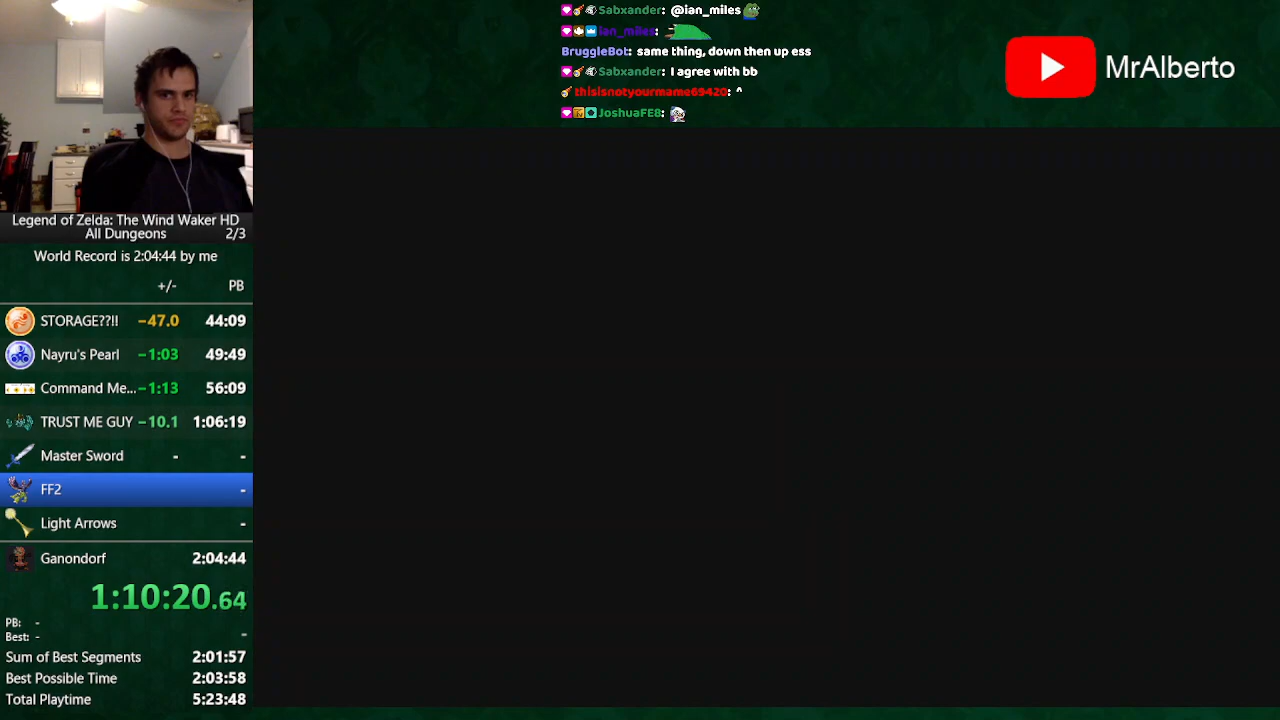 Sabxander: @ian_miles
ian_miles:
BruggleBot: same thing, down then up ess
Sabxander: I agree with bb
thisisnotyourmame69420: ^
JoshuaFE8:
MrAlberto
Legend of Zelda: The Wind Waker HD
All Dungeons 2/3
World Record is 2:04:44 by me
+/- PB
STORAGE??!! −47.0 44:09
Nayru's Pearl −1:03 49:49
Command Me... −1:13 56:09
TRUST ME GUY −10.1 1:06:19
Master Sword - -
FF2 -
Light Arrows -
Ganondorf 2:04:44
1:10:20.64
PB: -
Best: - -
Sum of Best Segments 2:01:57
Best Possible Time 2:03:58
Total Playtime 5:23:48